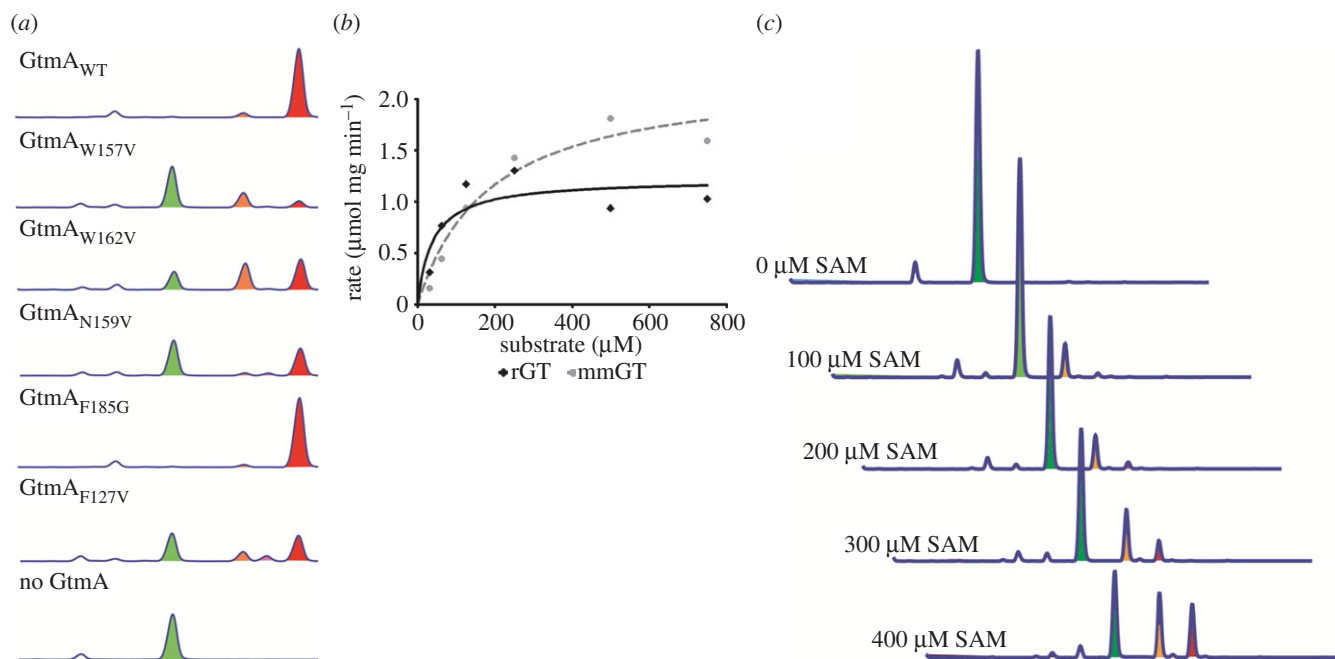 (a)
GtmA_WT
GtmA_W157V
GtmA_W162V
GtmA_N159V
GtmA_F185G
GtmA_F127V
no GtmA
(b)
rate (µmol mg min⁻¹)
2.0
1.5
1.0
0.5
0
0 200 400 600 800
substrate (µM)
rGT mmGT
(c)
0 µM SAM
100 µM SAM
200 µM SAM
300 µM SAM
400 µM SAM